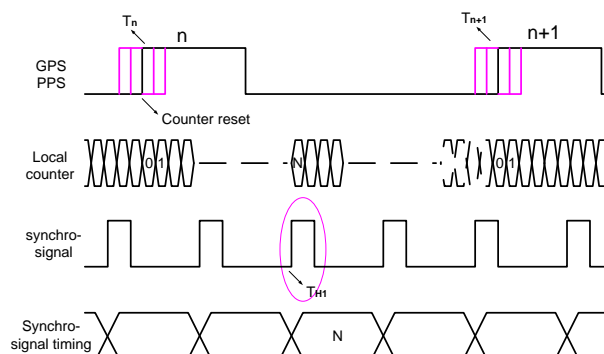 Tn
n
Tn+1
n+1
GPS
PPS
Counter reset
Local
counter
0 1
N
0 1
synchro-
signal
TH1
Synchro-
signal timing
N